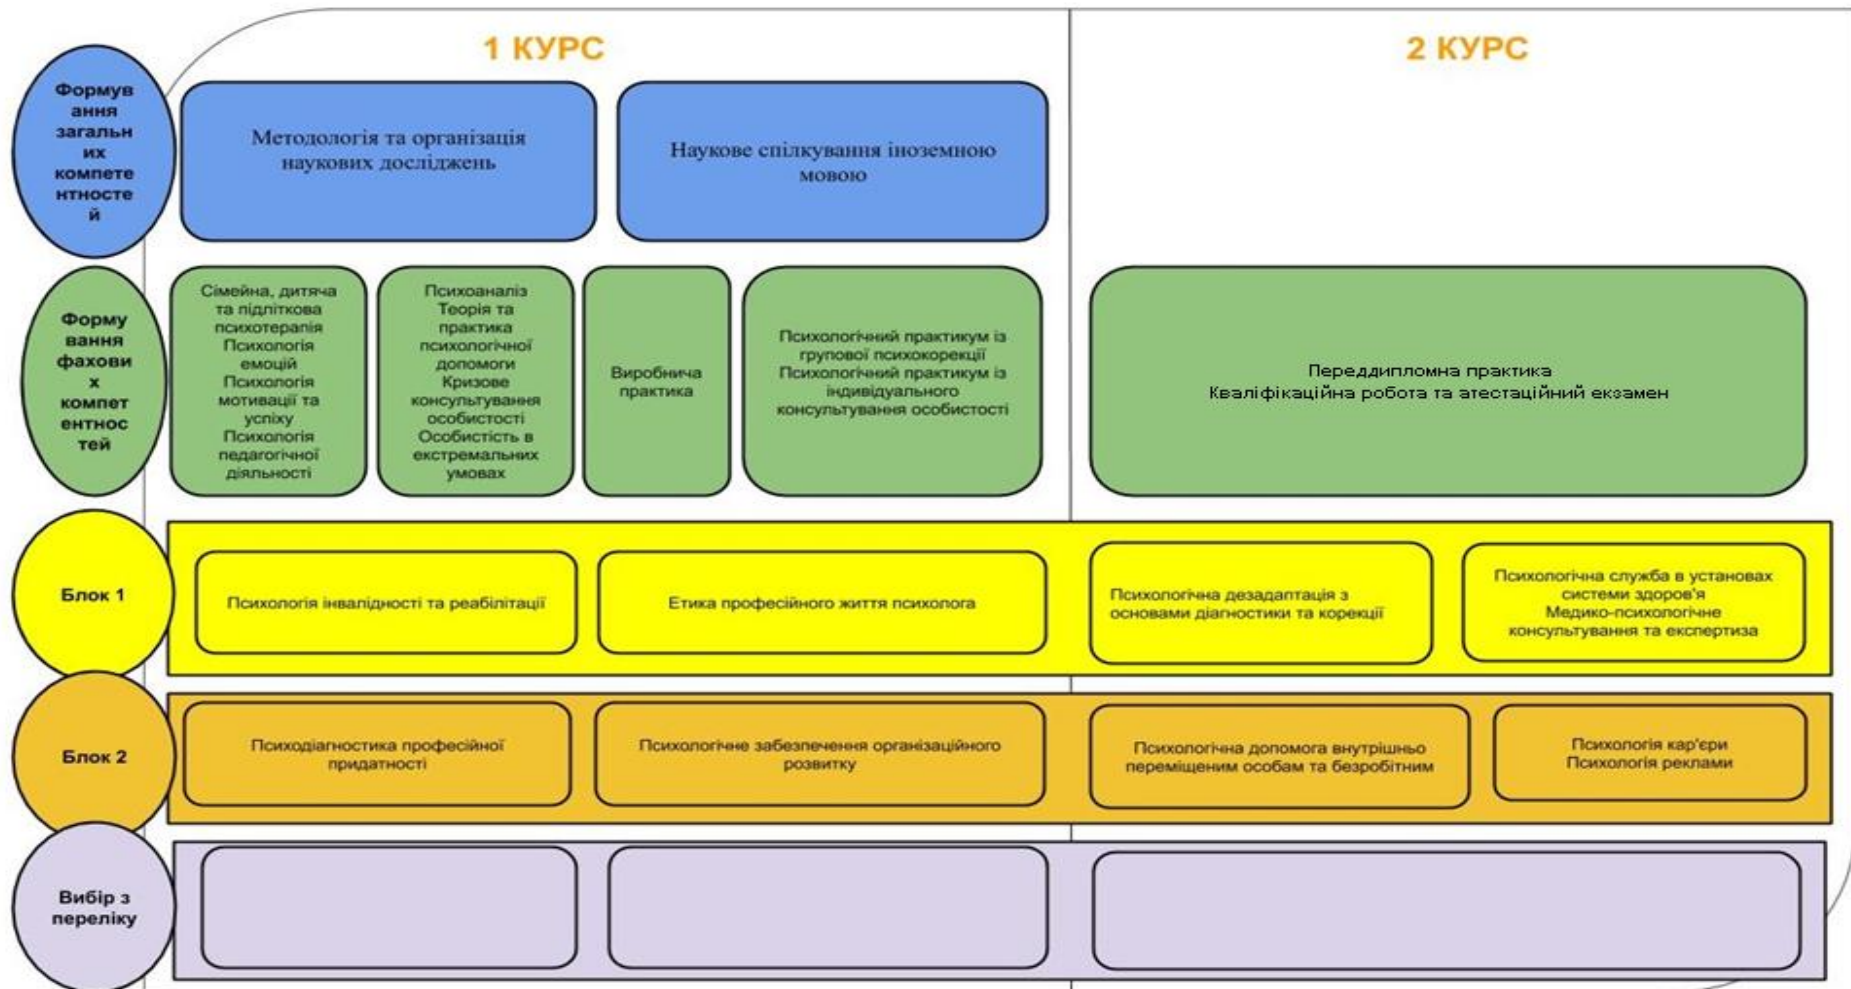 1 КУРС
2 КУРС
Формув
ання
загальн
их
компете
нтносте
й
Методологія та організація
наукових досліджень
Наукове спілкування іноземною
мовою
Форму
вання
фахови
х
компет
ентнос
тей
Сімейна, дитяча
та підліткова
психотерапія
Психологія
емоцій
Психологія
мотивації та
успіху
Психологія
педагогічної
діяльності
Психоаналіз
Теорія та
практика
психологічної
допомоги
Кризове
консультування
особистості
Особистість в
екстремальних
умовах
Виробнича
практика
Психологічний практикум із
групової психокорекції
Психологічний практикум із
індивідуального
консультування особистості
Переддипломна практика
Кваліфікаційна робота та атестаційний екзамен
Блок 1
Психологія інвалідності та реабілітації
Етика професійного життя психолога
Психологічна дезадаптація з
основами діагностики та корекції
Психологічна служба в установах
системи здоров'я
Медико-психологічне
консультування та експертиза
Блок 2
Психодіагностика професійної
придатності
Психологічне забезпечення організаційного
розвитку
Психологічна допомога внутрішньо
переміщеним особам та безробітним
Психологія кар'єри
Психологія реклами
Вибір з
переліку